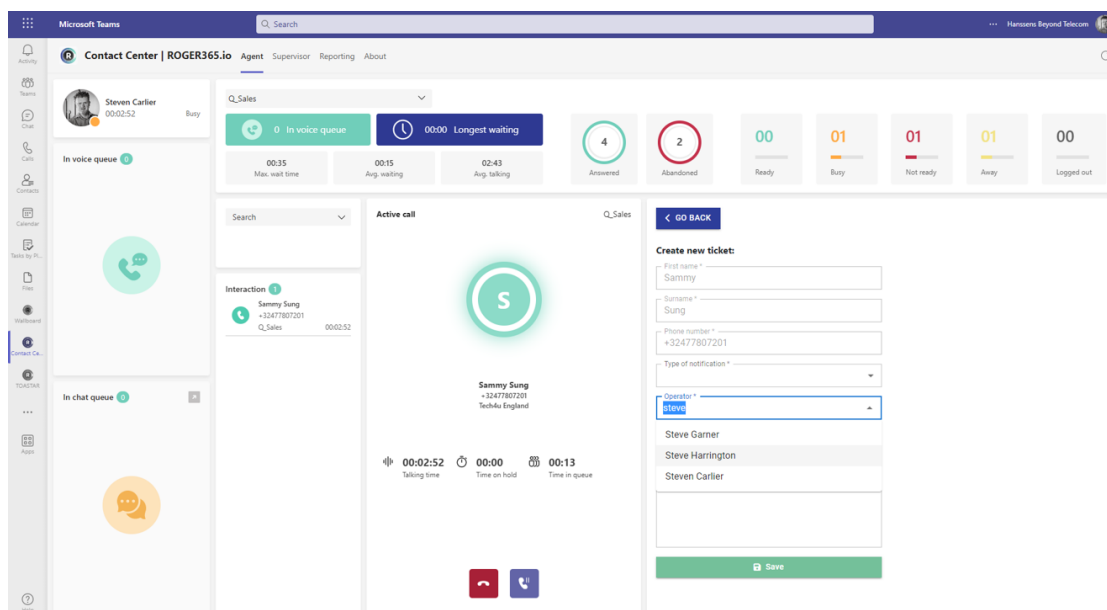 Microsoft Teams
Search
Hanssens Beyond Telecom
Activity
Teams
Chat
Calls
Contacts
Calendar
Tasks by Pl...
Files
Wallboard
Contact Ca...
TOASTAR
Apps
R Contact Center | ROGER365.io Agent Supervisor Reporting About
Steven Carlier
00:02:52 Busy
In voice queue 0
In chat queue 0
Q_Sales
0 In voice queue
00:00 Longest waiting
00:35
Max. wait time
00:15
Avg. waiting
02:43
Avg. talking
4
Answered
2
Abandoned
00
Ready
01
Busy
01
Not ready
01
Away
00
Logged out
Search
Interaction 1
Sammy Sung
+32477807201
Q_Sales 00:02:52
Active call Q_Sales
S
Sammy Sung
+32477807201
Tech4u England
00:02:52
Talking time
00:00
Time on hold
00:13
Time in queue
GO BACK
Create new ticket:
First name *
Sammy
Surname *
Sung
Phone number *
+32477807201
Type of notification *
Operator *
steve
Steve Garner
Steve Harrington
Steven Carlier
Save